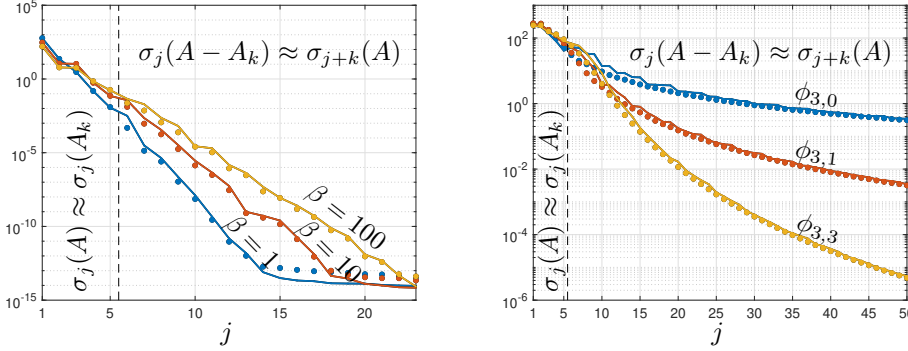 σ_j(A − A_k) ≈ σ_{j+k}(A)
10^0
10^-5
10^-10
10^-15
σ_j(A) ≈ σ_j(A_k)
β = 1
β = 10
β = 100
1 5 10 15 20
j
σ_j(A − A_k) ≈ σ_{j+k}(A)
10^2
10^0
10^-2
10^-4
10^-6
σ_j(A) ≈ σ_j(A_k)
ϕ_{3,0}
ϕ_{3,1}
ϕ_{3,3}
1 5 10 15 20 25 30 35 40 45 50
j